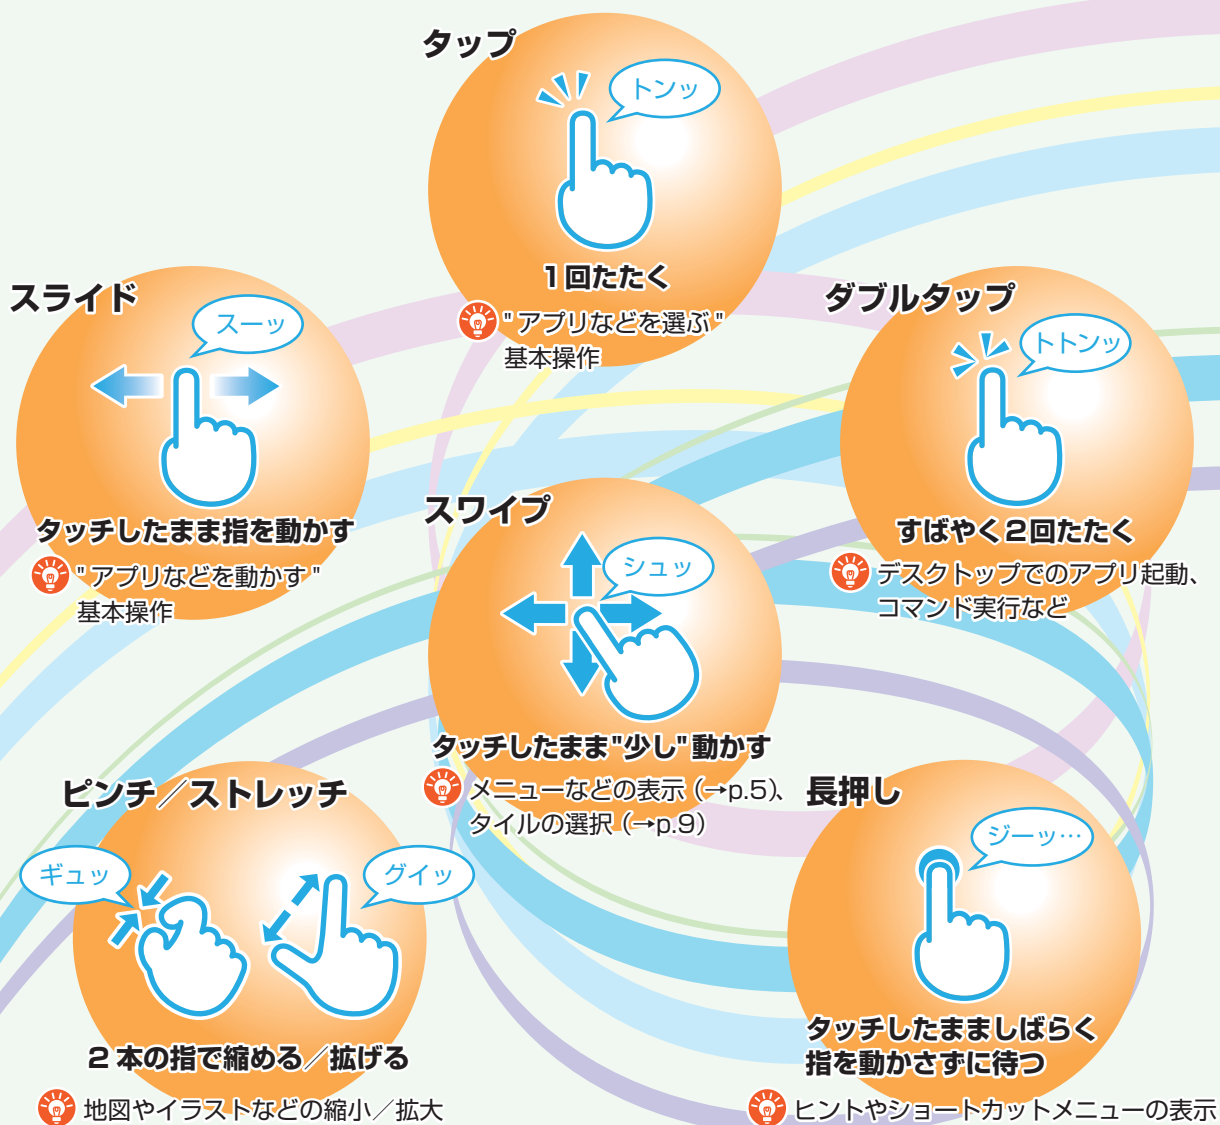 タップ
トンッ
1回たたく
"アプリなどを選ぶ"
基本操作
スライド
スーッ
タッチしたまま指を動かす
"アプリなどを動かす"
基本操作
ダブルタップ
トトンッ
すばやく2回たたく
デスクトップでのアプリ起動、
コマンド実行など
スワイプ
シュッ
タッチしたまま"少し"動かす
メニューなどの表示（→p.5）、
タイルの選択（→p.9）
ピンチ／ストレッチ
ギュッ
グイッ
2本の指で縮める／拡げる
地図やイラストなどの縮小／拡大
長押し
ジーッ…
タッチしたまましばらく
指を動かさずに待つ
ヒントやショートカットメニューの表示